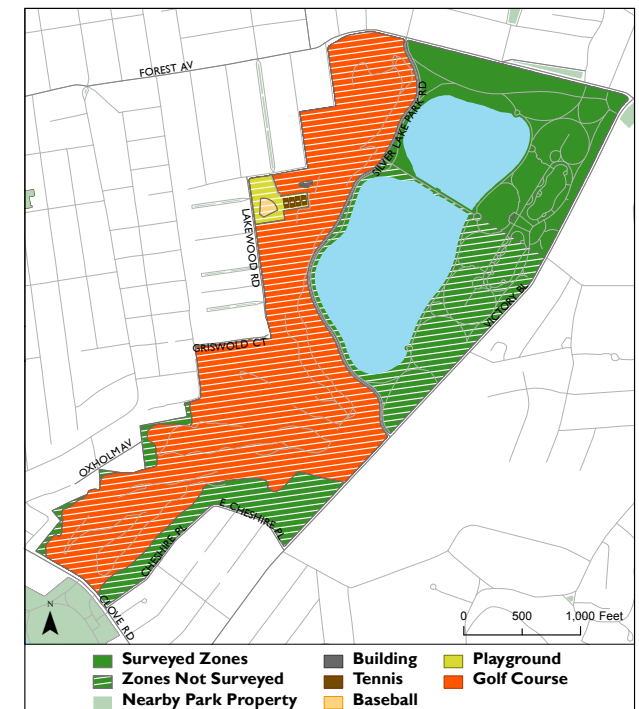 FOREST AV
SILVER LAKE PARK RD
LAKEWOOD RD
VICTORY BL
GRISWOLD CT
OXHOLM AV
E CHESHIRE PL
CHESHIRE PL
CLOVE RD
N
0 500 1,000 Feet
Surveyed Zones
Zones Not Surveyed
Nearby Park Property
Building
Tennis
Baseball
Playground
Golf Course